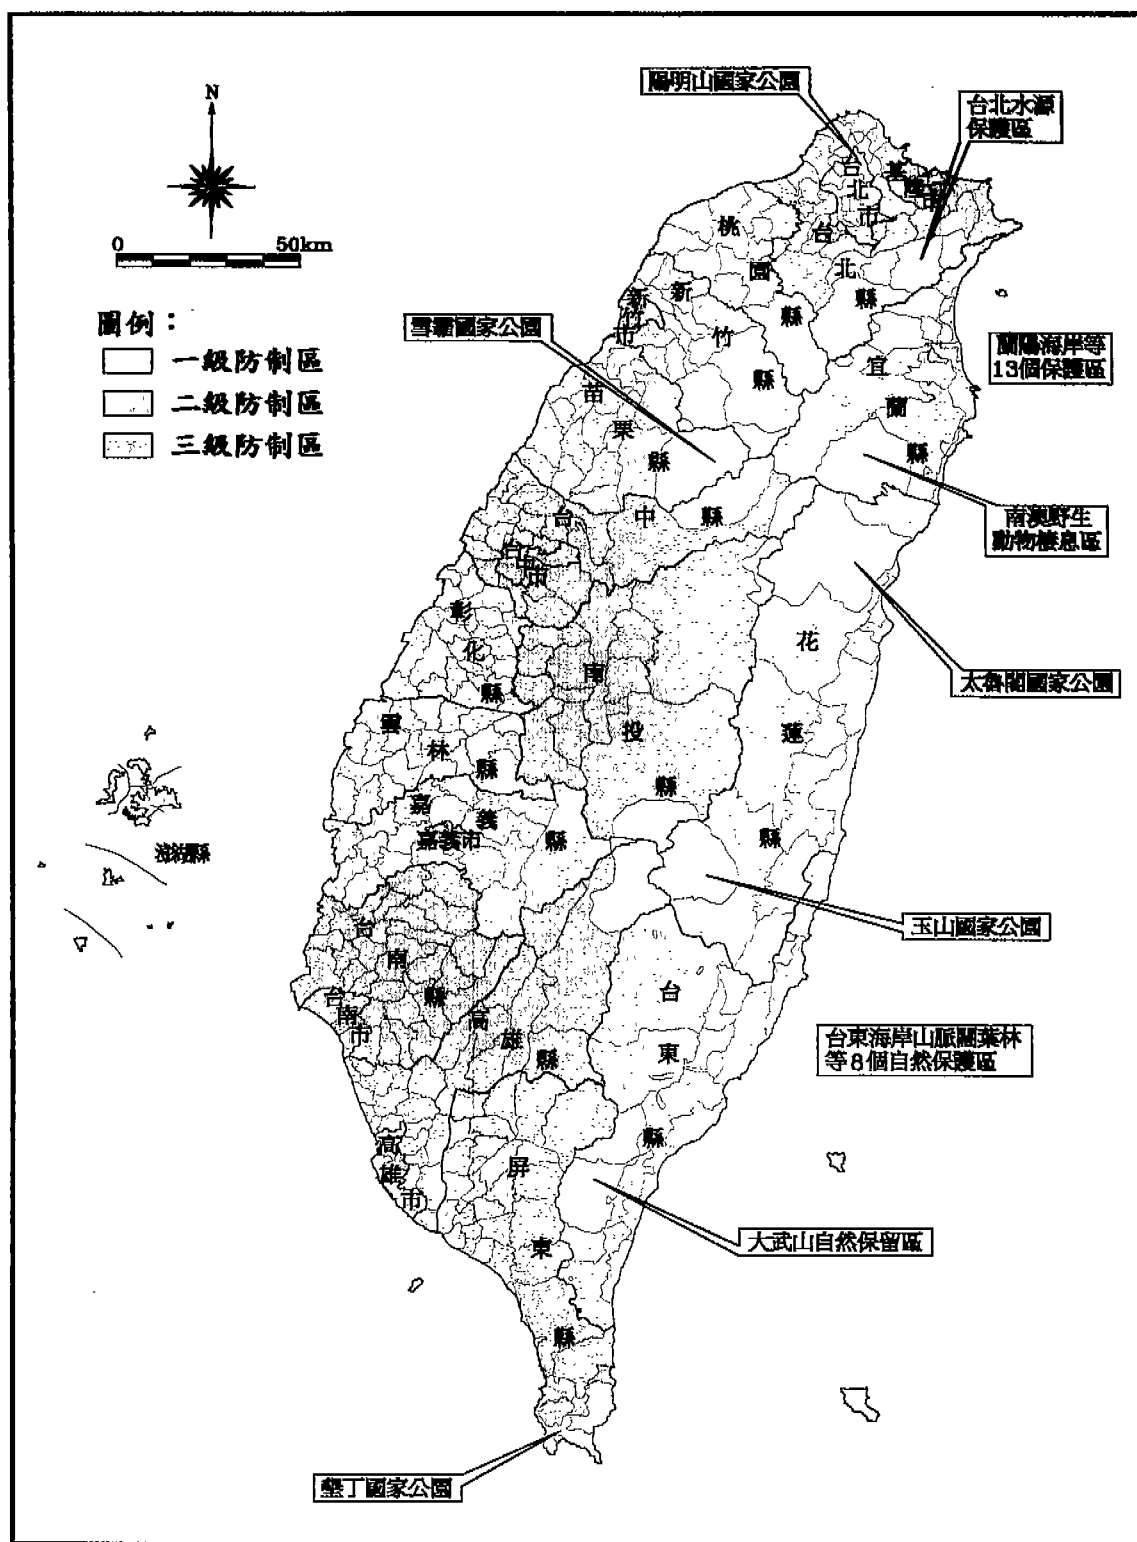 陽明山國家公園
台北水源
保護區
N
0 50km
圖例：
一級防制區
二級防制區
三級防制區
雪霸國家公園
蘭陽海岸等
13個保護區
南澳野生
動物棲息區
太魯閣國家公園
玉山國家公園
台東海岸山脈闊葉林
等8個自然保護區
大武山自然保留區
墾丁國家公園
基隆市
台北市
台北縣
桃園縣
新竹市
新竹縣
苗栗縣
宜蘭縣
台中縣
台中市
彰化縣
南投縣
花蓮縣
雲林縣
嘉義縣
嘉義市
台南縣
台南市
高雄縣
高雄市
台東縣
屏東縣